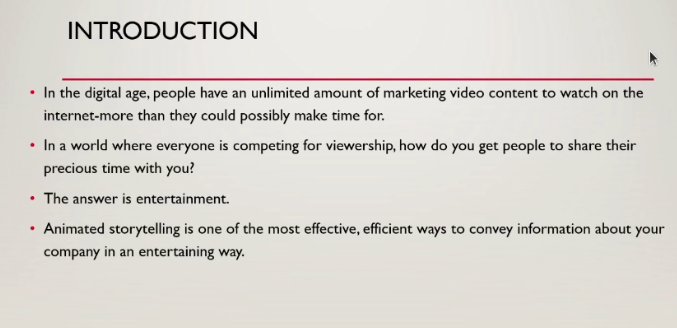 INTRODUCTION
• In the digital age, people have an unlimited amount of marketing video content to watch on the
internet-more than they could possibly make time for.
• In a world where everyone is competing for viewership, how do you get people to share their
precious time with you?
• The answer is entertainment.
• Animated storytelling is one of the most effective, efficient ways to convey information about your
company in an entertaining way.